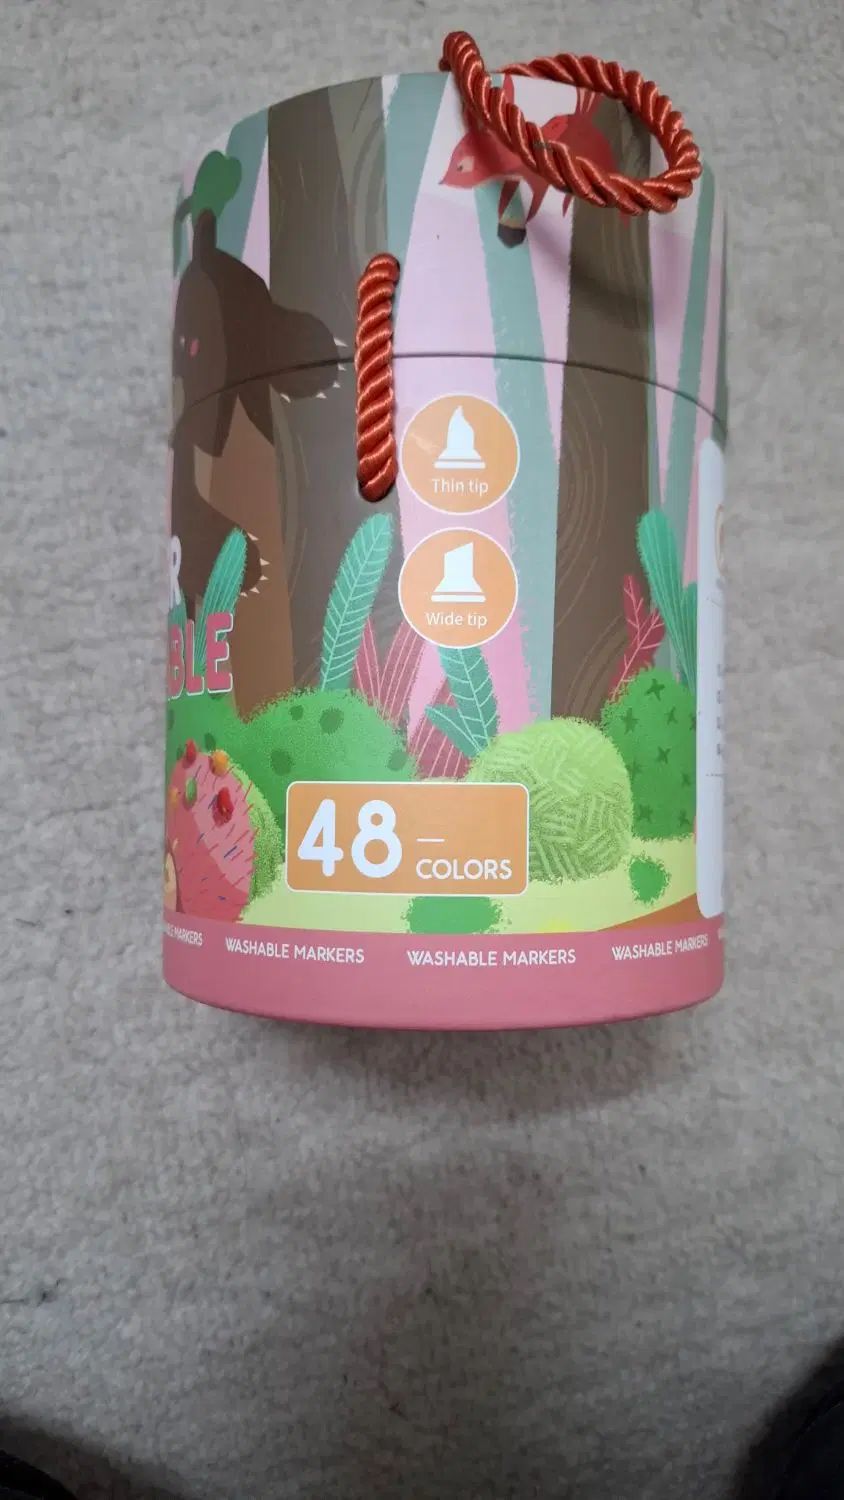 Thin tip
Wide tip
48
COLORS
WASHABLE MARKERS WASHABLE MARKERS WASHABLE MARKERS